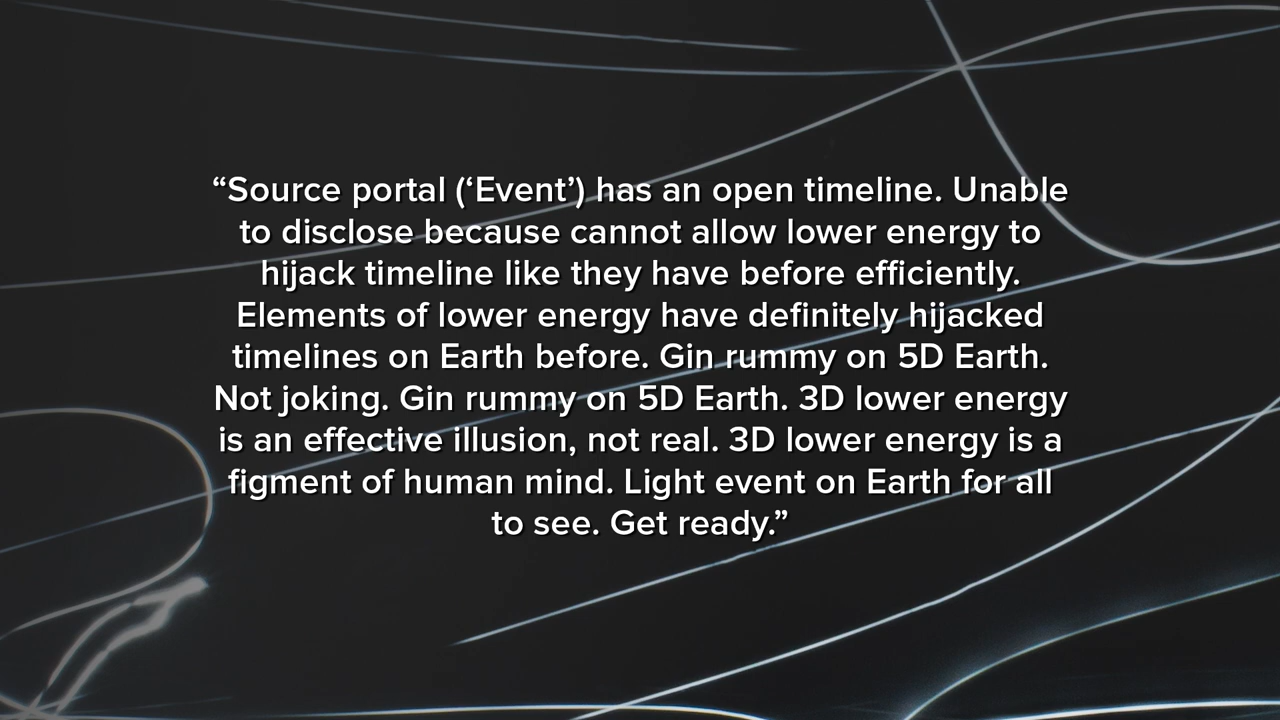 “Source portal (‘Event’) has an open timeline. Unable
to disclose because cannot allow lower energy to
hijack timeline like they have before efficiently.
Elements of lower energy have definitely hijacked
timelines on Earth before. Gin rummy on 5D Earth.
Not joking. Gin rummy on 5D Earth. 3D lower energy
is an effective illusion, not real. 3D lower energy is a
figment of human mind. Light event on Earth for all
to see. Get ready.”